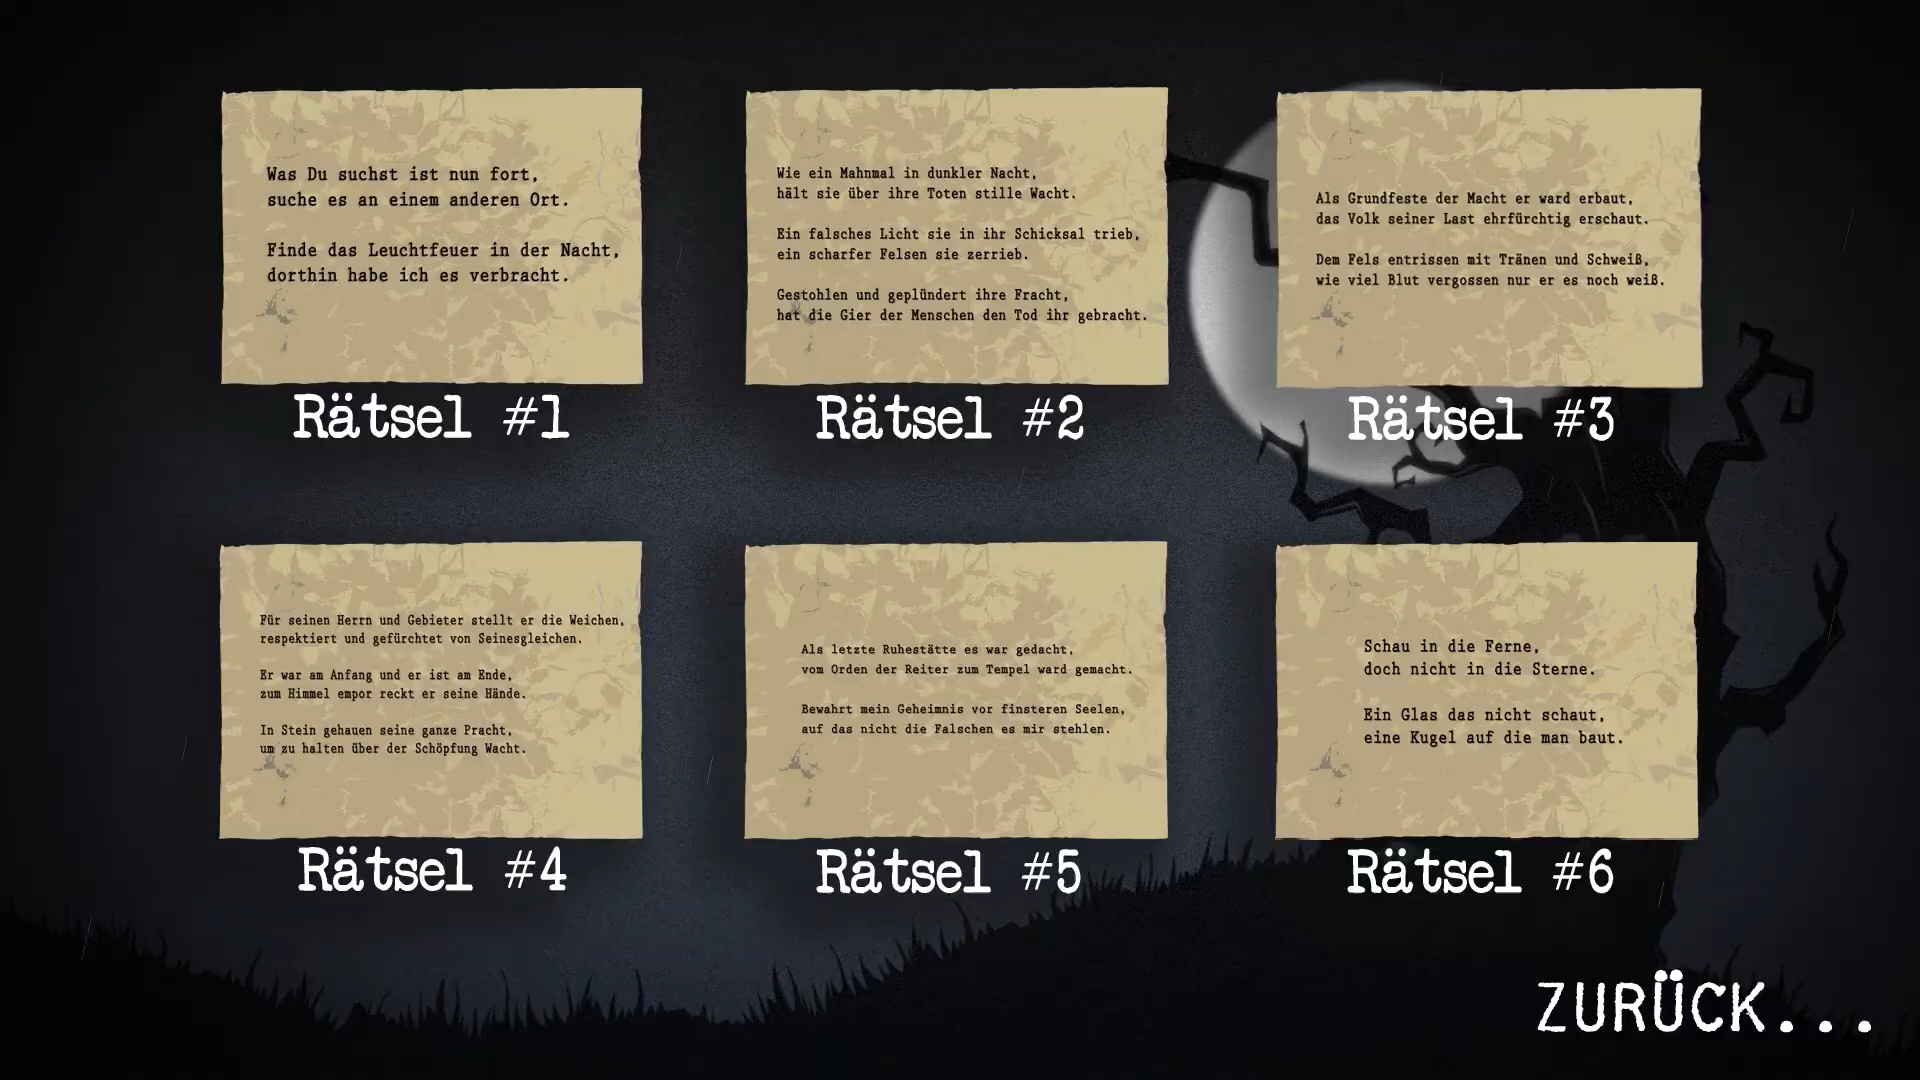 Was Du suchst ist nun fort,
suche es an einem anderen Ort.
Finde das Leuchtfeuer in der Nacht,
dorthin habe ich es verbracht.
Rätsel #1
Wie ein Mahnmal in dunkler Nacht,
hält sie über ihre Toten stille Wacht.
Ein falsches Licht sie in ihr Schicksal trieb,
ein scharfer Felsen sie zerrieb.
Gestohlen und geplündert ihre Fracht,
hat die Gier der Menschen den Tod ihr gebracht.
Rätsel #2
Als Grundfeste der Macht er ward erbaut,
das Volk seiner Last ehrfürchtig erschaut.
Dem Fels entrissen mit Tränen und Schweiß,
wie viel Blut vergossen nur er es noch weiß.
Rätsel #3
Für seinen Herrn und Gebieter stellt er die Weichen,
respektiert und gefürchtet von Seinesgleichen.
Er war am Anfang und er ist am Ende,
zum Himmel empor reckt er seine Hände.
In Stein gehauen seine ganze Pracht,
um zu halten über der Schöpfung Wacht.
Rätsel #4
Als letzte Ruhestätte es war gedacht,
vom Orden der Reiter zum Tempel ward gemacht.
Bewahrt mein Geheimnis vor finsteren Seelen,
auf das nicht die Falschen es mir stehlen.
Rätsel #5
Schau in die Ferne,
doch nicht in die Sterne.
Ein Glas das nicht schaut,
eine Kugel auf die man baut.
Rätsel #6
ZURÜCK...